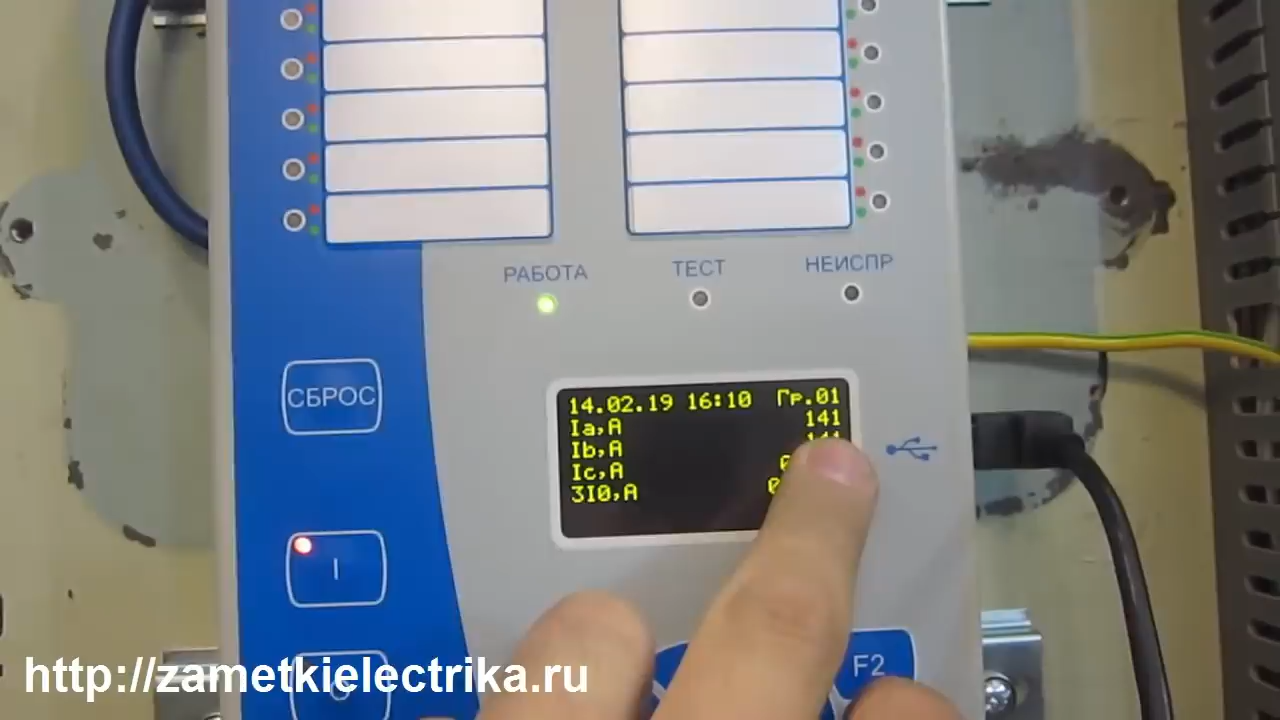 РАБОТА
ТЕСТ
НЕИСПР
СБРОС
14.02.19 16:10 Гр.01
Ia,A 141
Ib,A 141
Ic,A
3I0,A
I
F2
http://zametkielectrika.ru